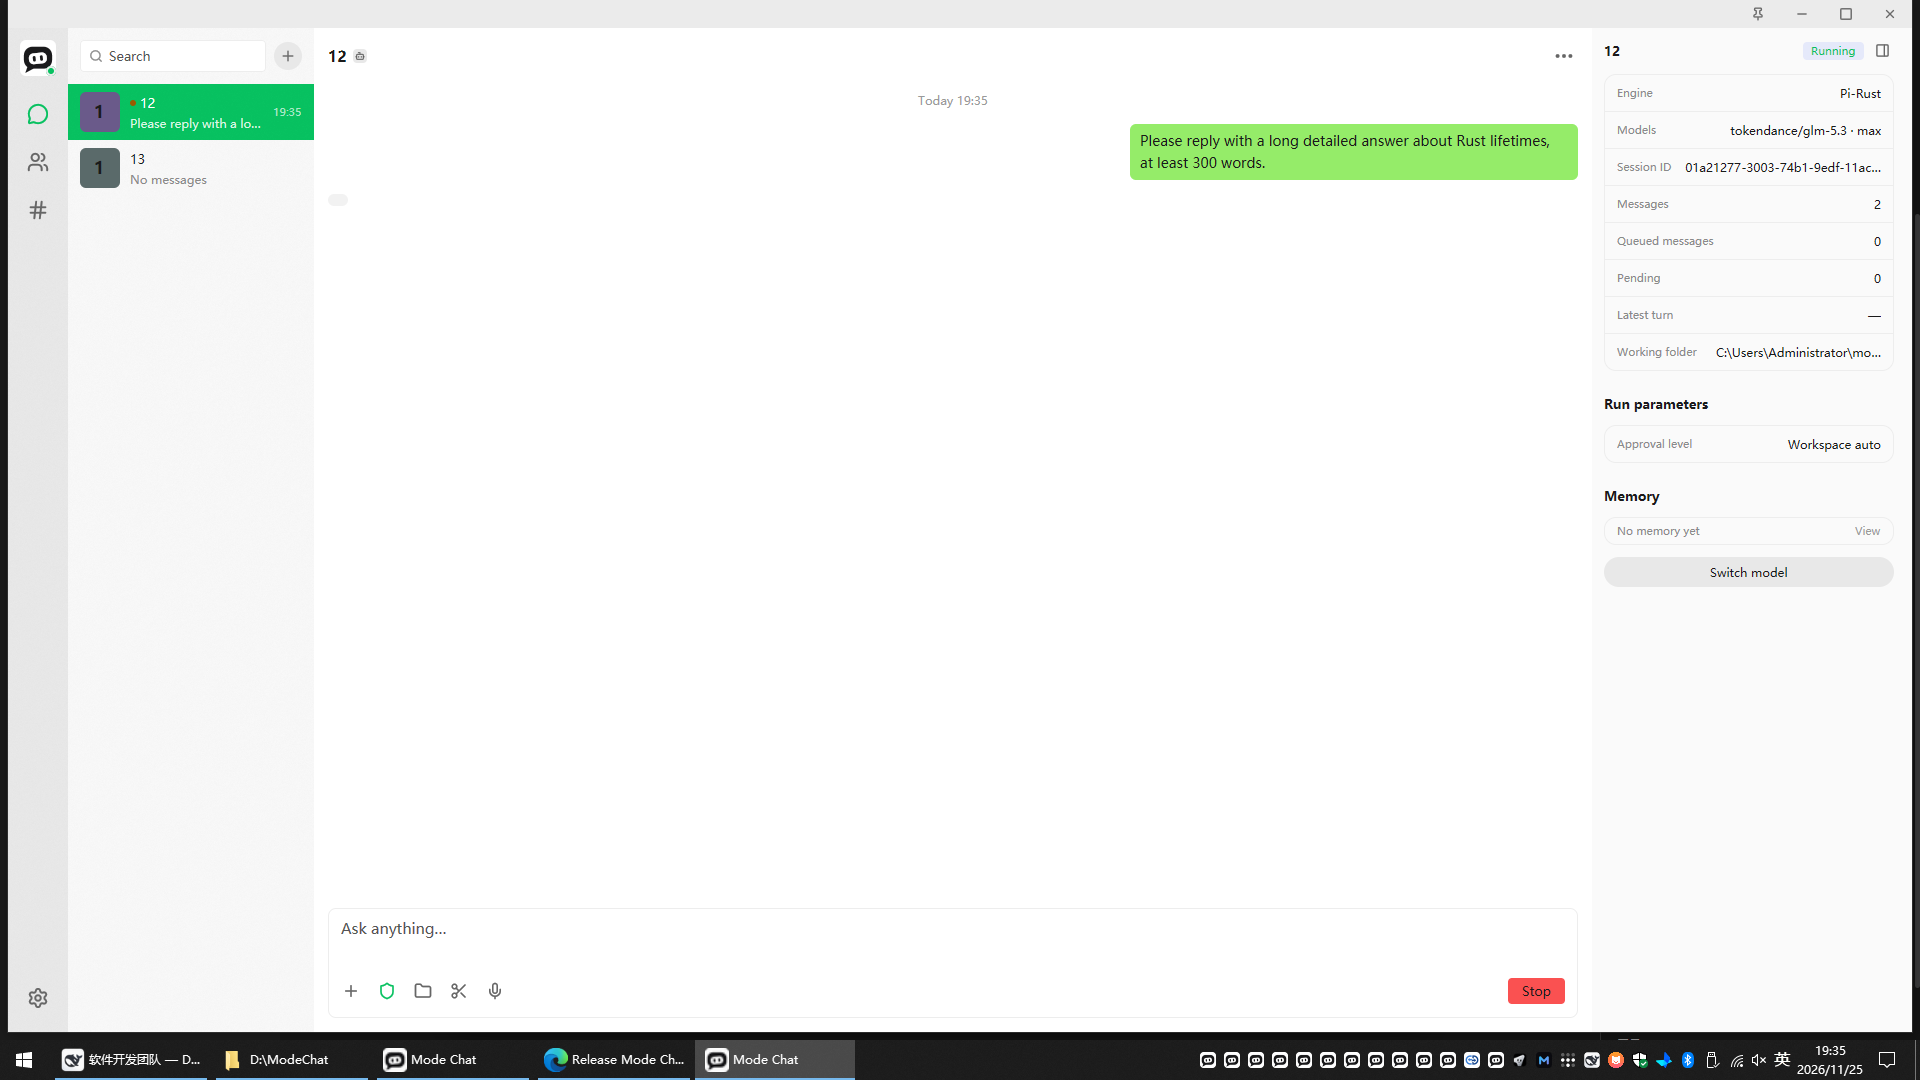 Search
1
12
19:35
Please reply with a lo...
1
13
No messages
12
Today 19:35
Please reply with a long detailed answer about Rust lifetimes,
at least 300 words.
Ask anything...
Stop
12
Running
Engine
Pi-Rust
Models
tokendance/glm-5.3 · max
Session ID
01a21277-3003-74b1-9edf-11ac...
Messages
2
Queued messages
0
Pending
0
Latest turn
—
Working folder
C:\Users\Administrator\mo...
Run parameters
Approval level
Workspace auto
Memory
No memory yet
View
Switch model
软件开发团队 — D...
D:\ModeChat
Mode Chat
Release Mode Ch...
Mode Chat
英
19:35
2026/11/25